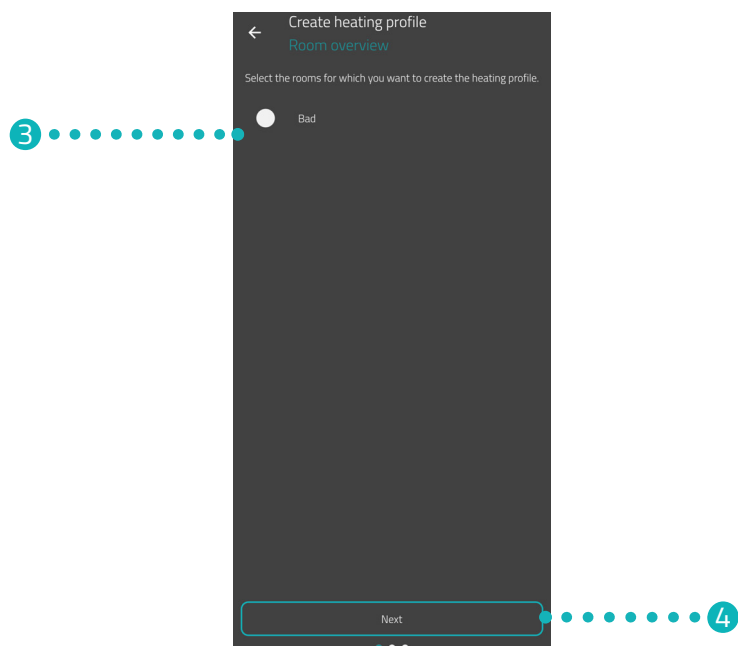 Create heating profile
Room overview
Select the rooms for which you want to create the heating profile.
Bad
3
Next
4